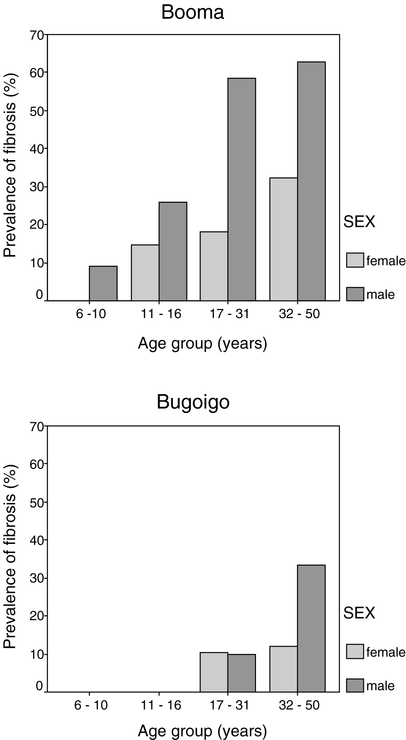 Booma
Prevalence of fibrosis (%)
70
60
50
40
30
20
10
0
6 -10 11 - 16 17 - 31 32 - 50
Age group (years)
SEX
female
male
Bugoigo
Prevalence of fibrosis (%)
70
60
50
40
30
20
10
0
6 - 10 11 - 16 17 - 31 32 - 50
Age group (years)
SEX
female
male